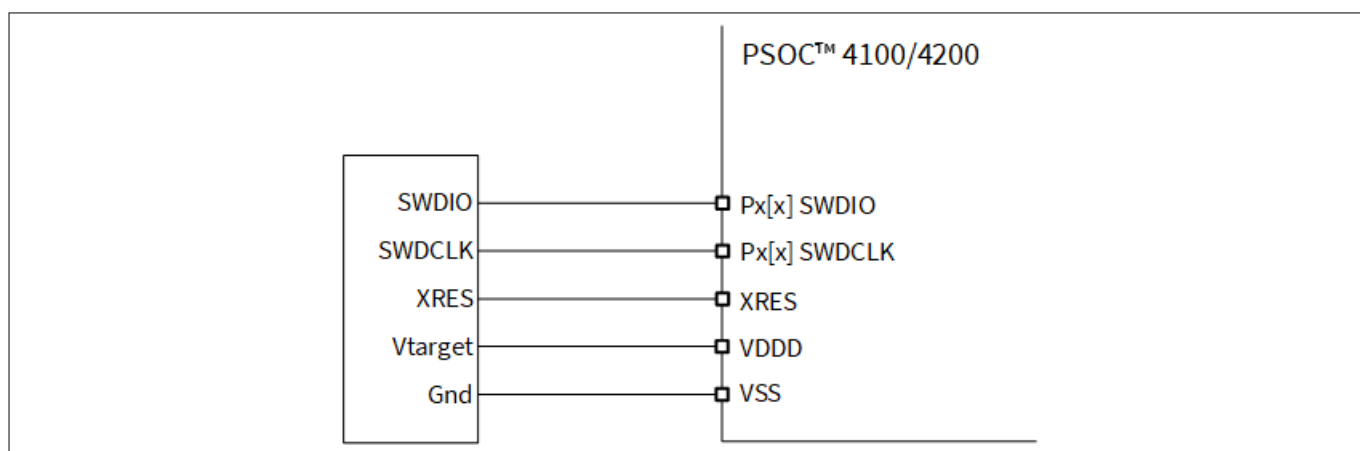 PSOC™ 4100/4200
SWDIO
Px[x] SWDIO
SWDCLK
Px[x] SWDCLK
XRES
XRES
Vtarget
VDDD
Gnd
VSS